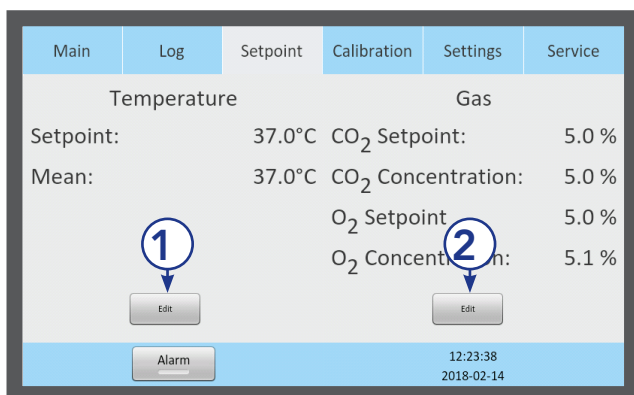 Main Log Setpoint Calibration Settings Service
Temperature Gas
Setpoint: 37.0°C CO2 Setpoint: 5.0 %
Mean: 37.0°C CO2 Concentration: 5.0 %
O2 Setpoint 5.0 %
1 2
O2 5.1 %
Edit Edit
Alarm 12:23:38
2018-02-14